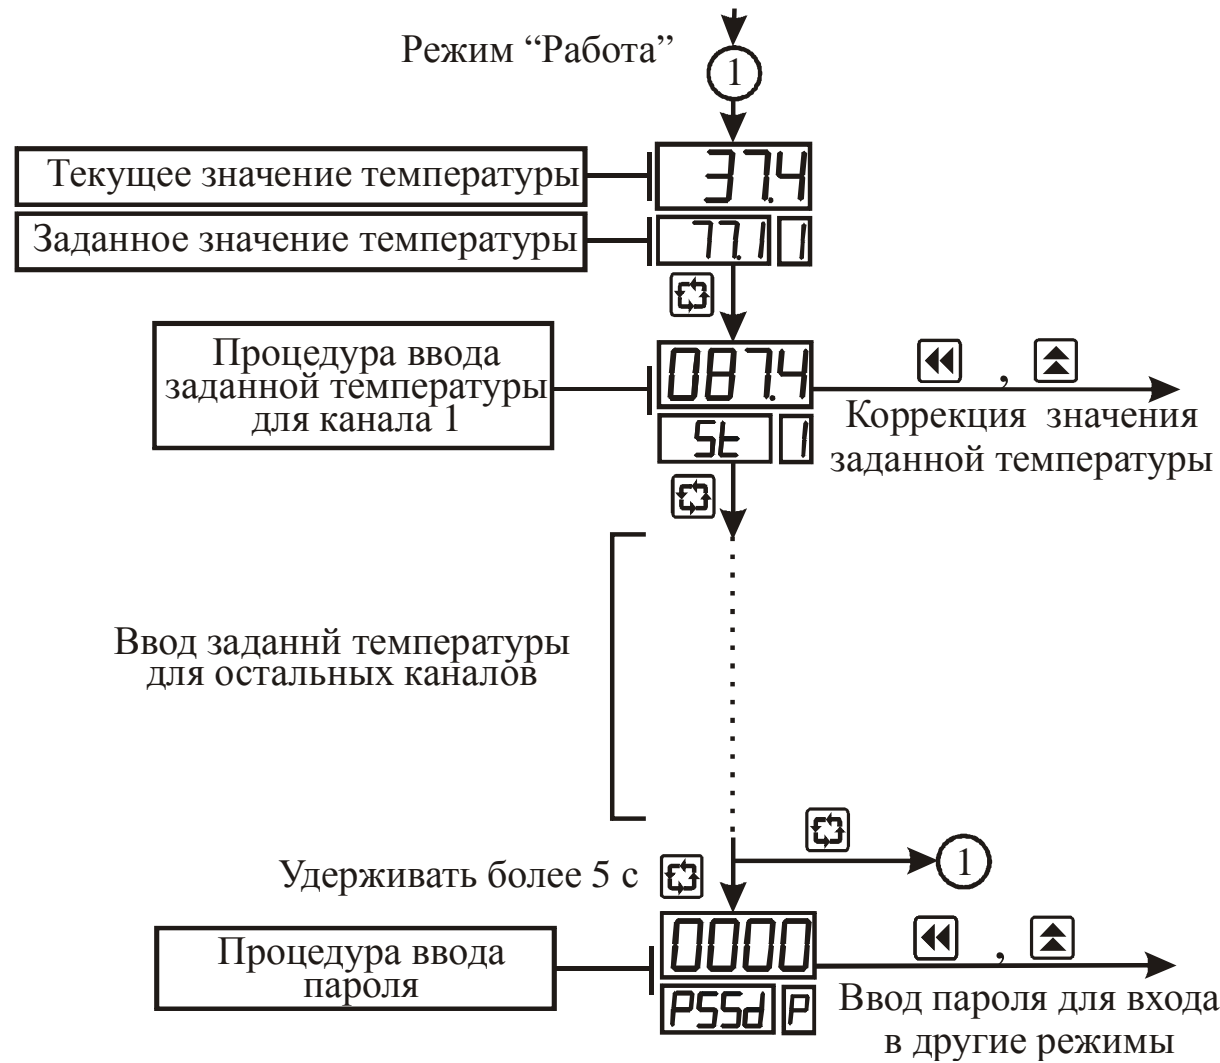 Режим “Работа”
1
Текущее значение температуры
37.4
Заданное значение температуры
77.1 1
Процедура ввода
заданной температуры
для канала 1
087.4
St 1
,
Коррекция значения
заданной температуры
Ввод заданнй температуры
для остальных каналов
1
Удерживать более 5 с
Процедура ввода
пароля
0000
PSSd P
,
Ввод пароля для входа
в другие режимы